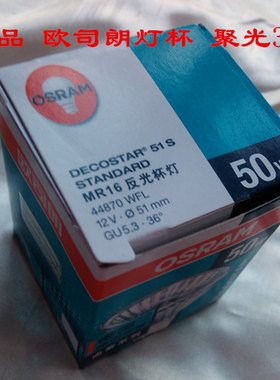 品 欧司朗灯杯 聚光3
OSRAM
DECOSTAR® 51 S
STANDARD
MR16 反光杯灯
44870 WFL
12V · Ø 51 mm
GU5.3 · 36°
50
OSRAM
50